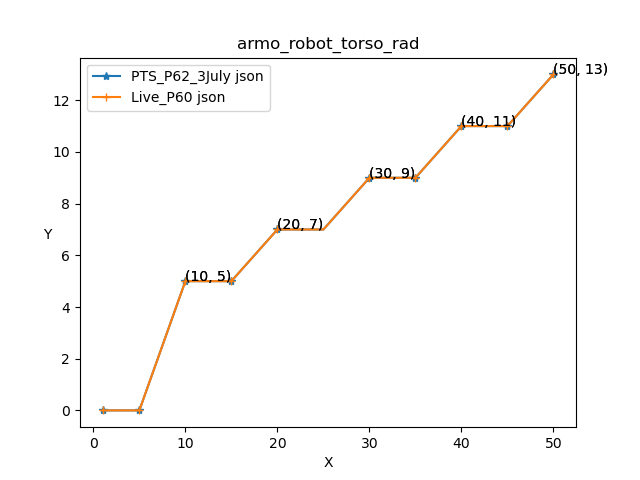 armo_robot_torso_rad
PTS_P62_3July json
Live_P60 json
(50, 13)
(40, 11)
(30, 9)
(20, 7)
(10, 5)
Y
12
10
8
6
4
2
0
0 10 20 30 40 50
X